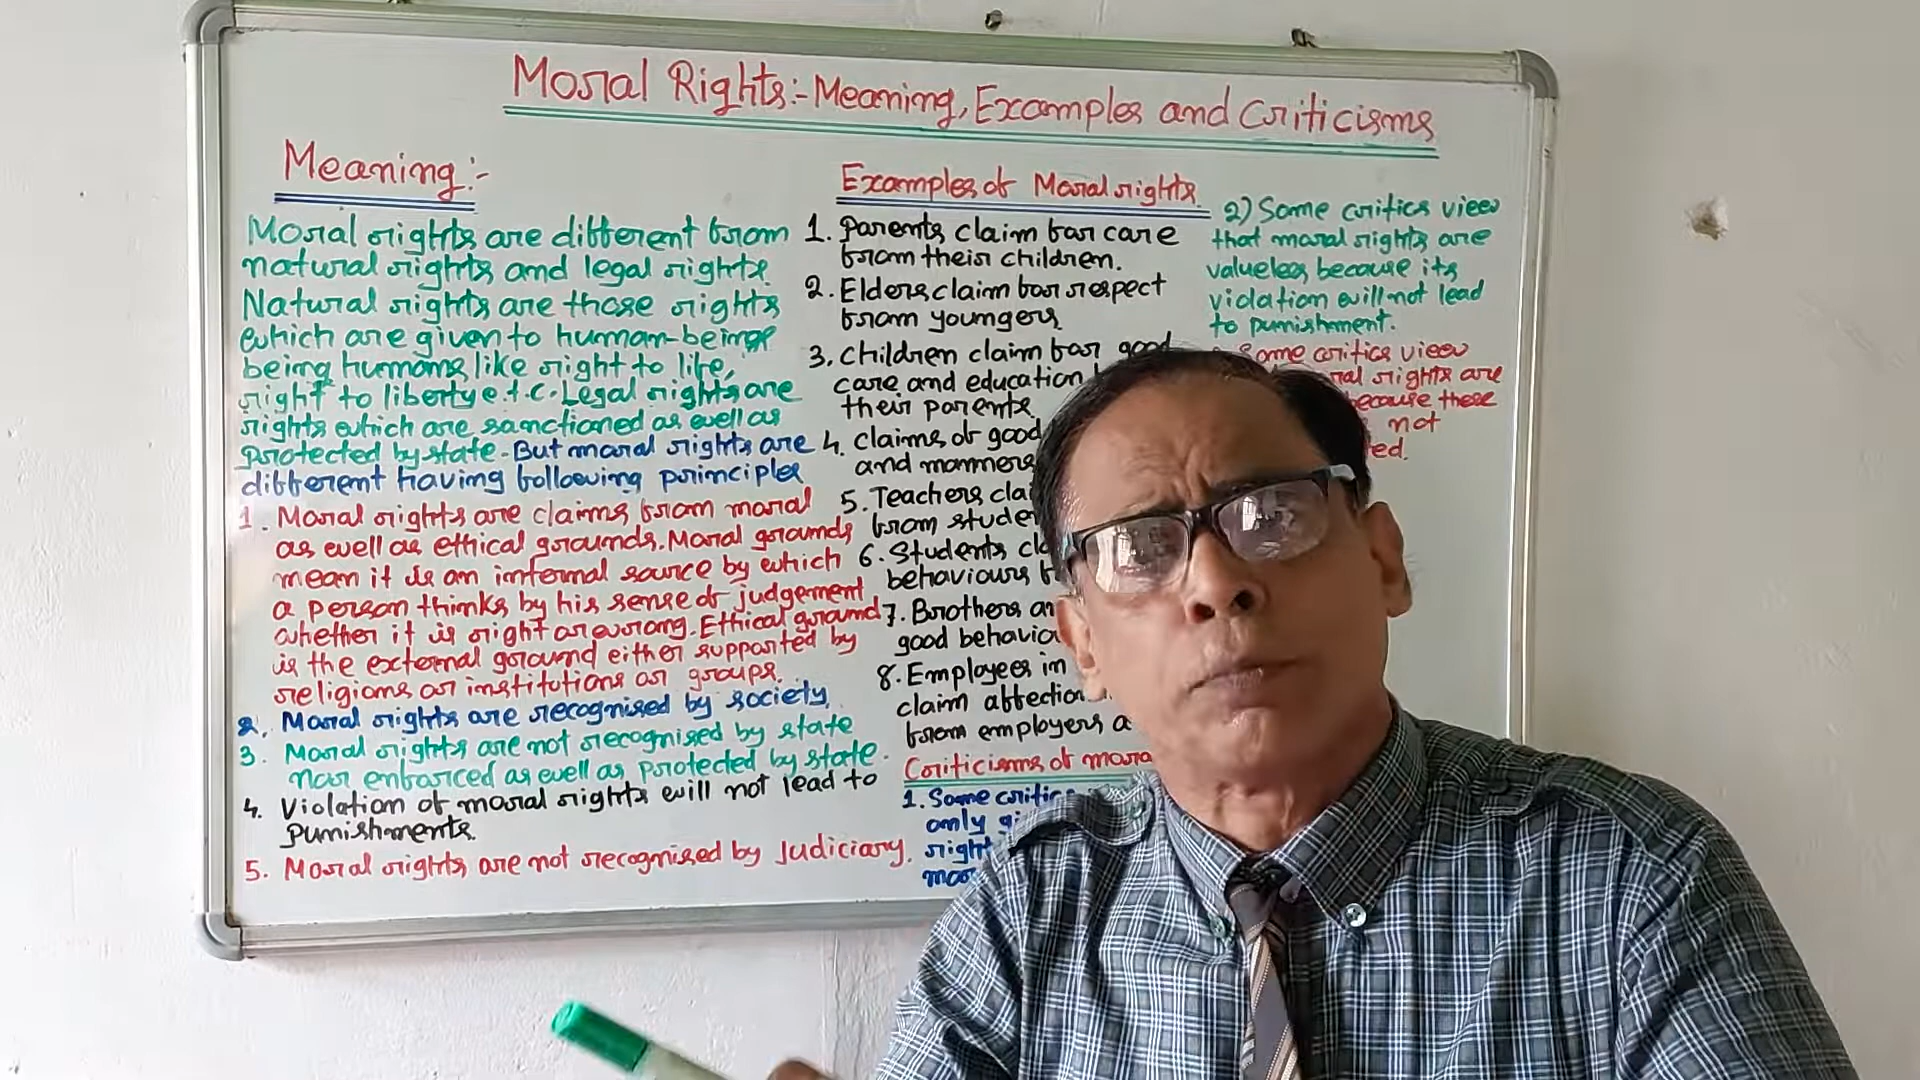 Moral Rights:- Meaning, Examples and Criticisms
Meaning:-
Moral rights are different from
natural rights and legal rights.
Natural rights are those rights
which are given to human-beings
being humans, like right to life,
right to liberty e.t.c. Legal rights are
rights which are sanctioned as well as
protected by state. But moral rights are
different having following principles
1. Moral rights are claims from moral
as well as ethical grounds. Moral grounds
mean it is an internal source by which
a person thinks by his sense of judgement
whether it is right or wrong. Ethical ground
is the external ground either supported by
religions or institutions or groups.
2. Moral rights are recognised by society.
3. Moral rights are not recognised by state
nor enforced as well as protected by state.
4. Violation of moral rights will not lead to
punishments.
5. Moral rights are not recognised by Judiciary.
Examples of Moral rights
1. Parents claim for care
from their children.
2. Elders claim for respect
from youngers
3. Children claim for good
care and education
their parents
4. Claims of good
and manners
5. Teachers
from
6. Students
behaviours
7. Brothers
good
8. Employees in
claim affection
from employers
Criticisms of
1. Some
only
2) Some critics view
that moral rights are
valueless because its
violation will not lead
to punishment.
Some critics view
rights are
because these
not